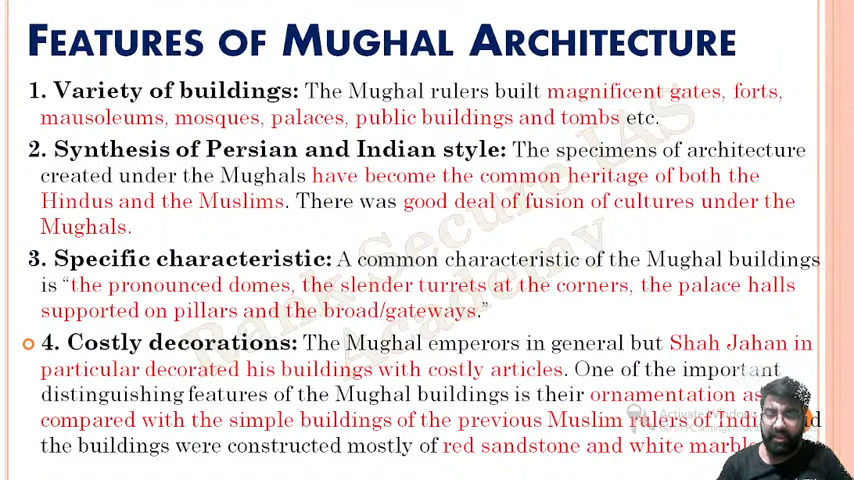 FEATURES OF MUGHAL ARCHITECTURE
1. Variety of buildings: The Mughal rulers built magnificent gates, forts,
mausoleums, mosques, palaces, public buildings and tombs etc.
2. Synthesis of Persian and Indian style: The specimens of architecture
created under the Mughals have become the common heritage of both the
Hindus and the Muslims. There was good deal of fusion of cultures under the
Mughals.
3. Specific characteristic: A common characteristic of the Mughal buildings
is “the pronounced domes, the slender turrets at the corners, the palace halls
supported on pillars and the broad/gateways.”
4. Costly decorations: The Mughal emperors in general but Shah Jahan in
particular decorated his buildings with costly articles. One of the important
distinguishing features of the Mughal buildings is their ornamentation as
compared with the simple buildings of the previous Muslim rulers of
the buildings were constructed mostly of red sandstone and white
Rank Secure IAS
Academy
Activate Windows